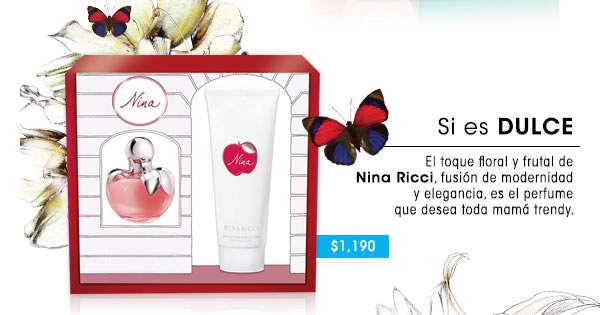 Nina
Nina
NINA RICCI
Si es DULCE
El toque floral y frutal de
Nina Ricci, fusión de modernidad
y elegancia, es el perfume
que desea toda mamá trendy.
$1,190